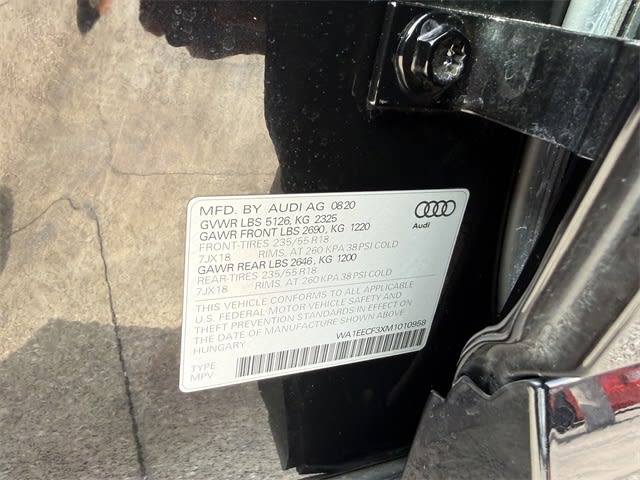 MFD. BY AUDI AG 08 20
GVWR LBS 5126, KG 2325
GAWR FRONT LBS 2690, KG 1220
FRONT-TIRES 235/55 R18
7JX18 RIMS, AT 260 KPA 38 PSI COLD
GAWR REAR LBS 2646, KG 1200
REAR-TIRES 235/55 R18
7JX18 RIMS, AT 260 KPA 38 PSI COLD
THIS VEHICLE CONFORMS TO ALL APPLICABLE
U.S. FEDERAL MOTOR VEHICLE SAFETY AND
THEFT PREVENTION STANDARDS IN EFFECT ON
THE DATE OF MANUFACTURE SHOWN ABOVE
HUNGARY.
WA1EECF3XM1010958
TYPE
MPV
Audi